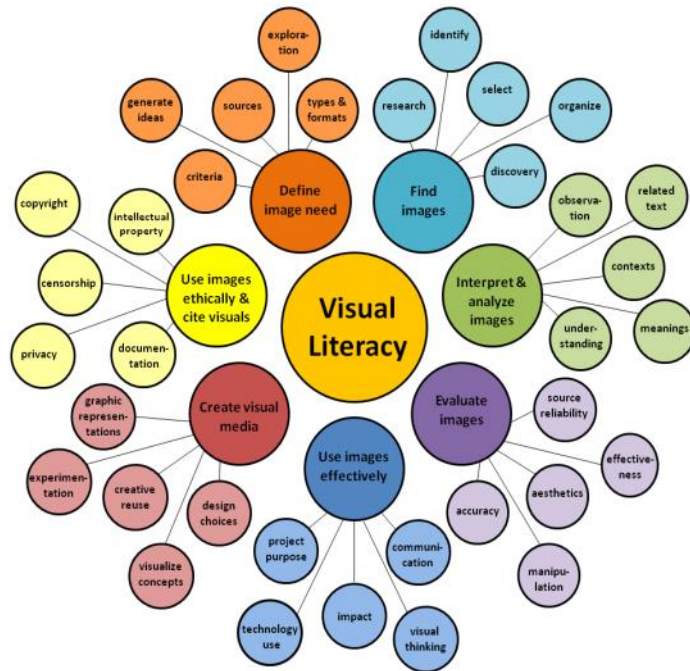 Visual
Literacy
Define
image need
explora-
tion
generate
ideas
sources
types &
formats
criteria
Find
images
identify
research
select
organize
discovery
Interpret &
analyze
images
observa-
tion
related
text
contexts
meanings
under-
standing
Evaluate
images
source
reliability
effective-
ness
aesthetics
accuracy
manipu-
lation
Use images
effectively
project
purpose
communi-
cation
technology
use
impact
visual
thinking
Create visual
media
graphic
represen-
tations
experimen-
tation
creative
reuse
design
choices
visualize
concepts
Use images
ethically &
cite visuals
copyright
intellectual
property
censorship
privacy
documen-
tation